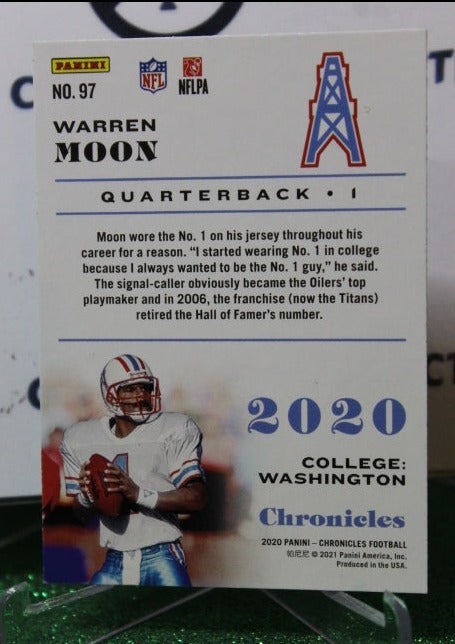 PANINI
NFL
NFLPA
NO. 97
WARREN
MOON
QUARTERBACK • 1
Moon wore the No. 1 on his jersey throughout his
career for a reason. "I started wearing No. 1 in college
because I always wanted to be the No. 1 guy," he said.
The signal-caller obviously became the Oilers' top
playmaker and in 2006, the franchise (now the Titans)
retired the Hall of Famer's number.
2020
COLLEGE:
WASHINGTON
Chronicles
2020 PANINI – CHRONICLES FOOTBALL
帕尼尼 © 2021 Panini America, Inc.
Produced in the USA.